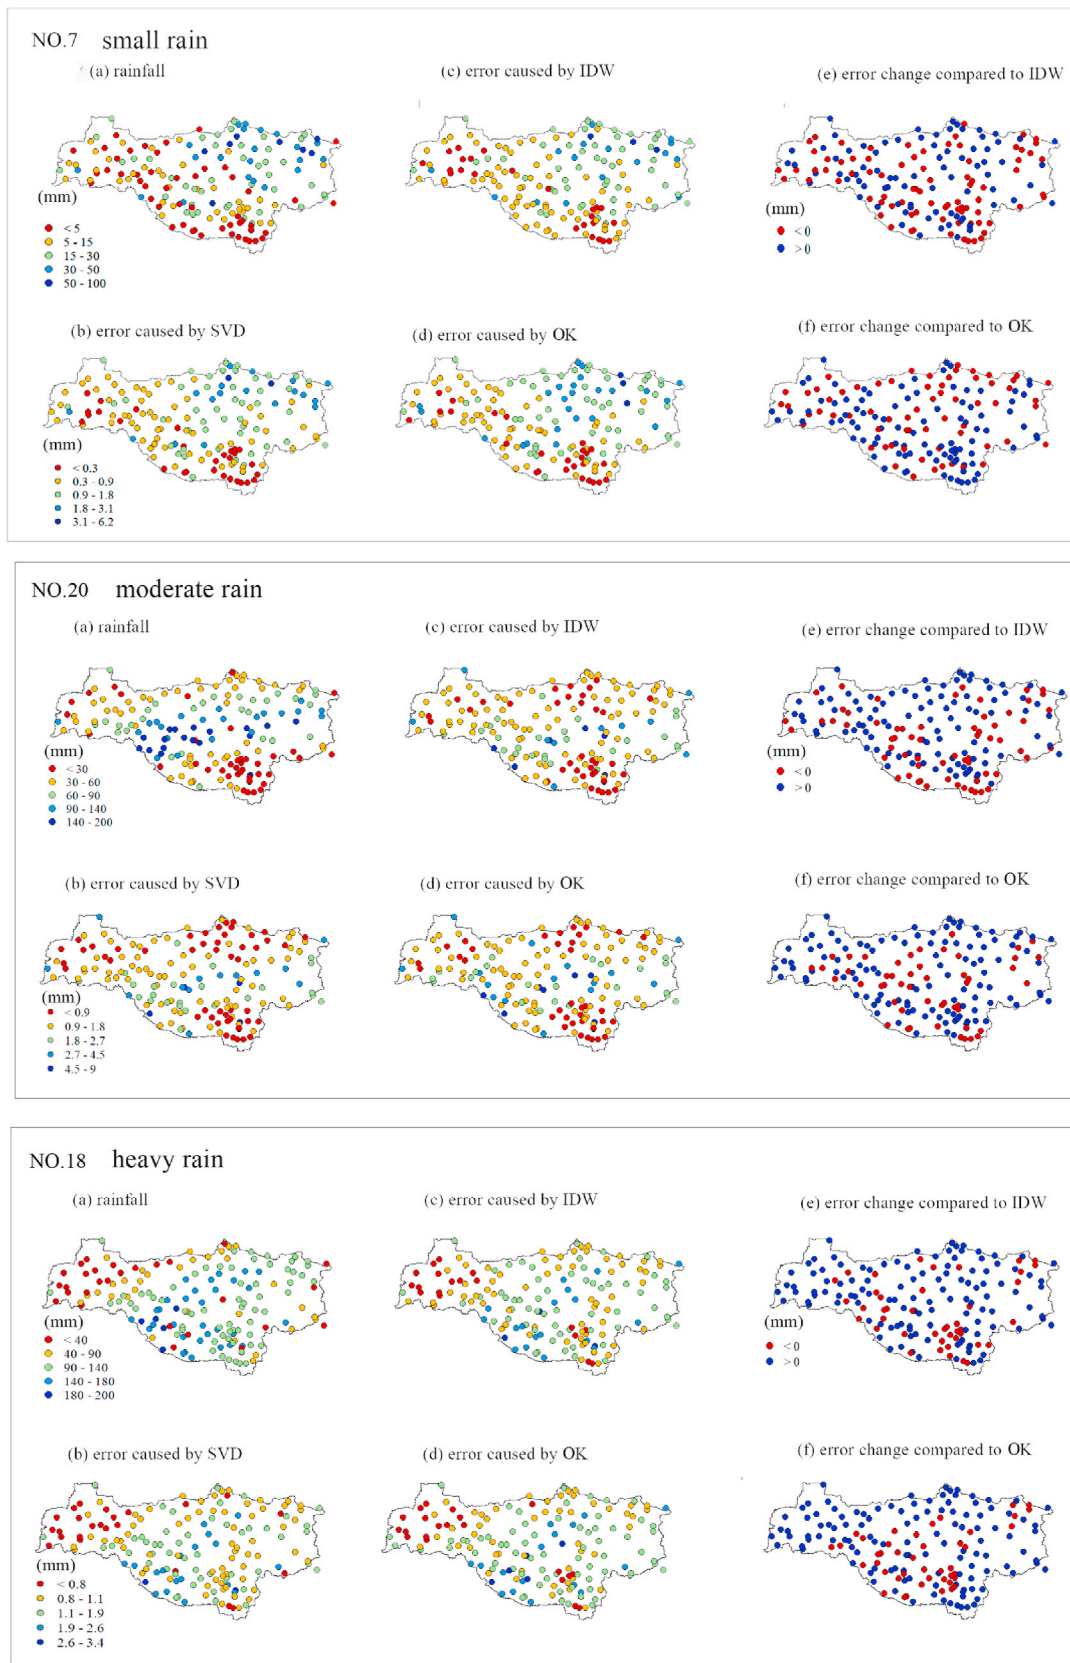 NO.7 small rain
(a) rainfall
(c) error caused by IDW
(e) error change compared to IDW
(mm)
< 5
5 - 15
15 - 30
30 - 50
50 - 100
(mm)
< 0
> 0
(b) error caused by SVD
(d) error caused by OK
(f) error change compared to OK
(mm)
< 0.3
0.3 - 0.9
0.9 - 1.8
1.8 - 3.1
3.1 - 6.2
NO.20 moderate rain
(a) rainfall
(c) error caused by IDW
(e) error change compared to IDW
(mm)
< 30
30 - 60
60 - 90
90 - 140
140 - 200
(mm)
< 0
> 0
(b) error caused by SVD
(d) error caused by OK
(f) error change compared to OK
(mm)
< 0.9
0.9 - 1.8
1.8 - 2.7
2.7 - 4.5
4.5 - 9
NO.18 heavy rain
(a) rainfall
(c) error caused by IDW
(e) error change compared to IDW
(mm)
< 40
40 - 90
90 - 140
140 - 180
180 - 200
(mm)
< 0
> 0
(b) error caused by SVD
(d) error caused by OK
(f) error change compared to OK
(mm)
< 0.8
0.8 - 1.1
1.1 - 1.9
1.9 - 2.6
2.6 - 3.4